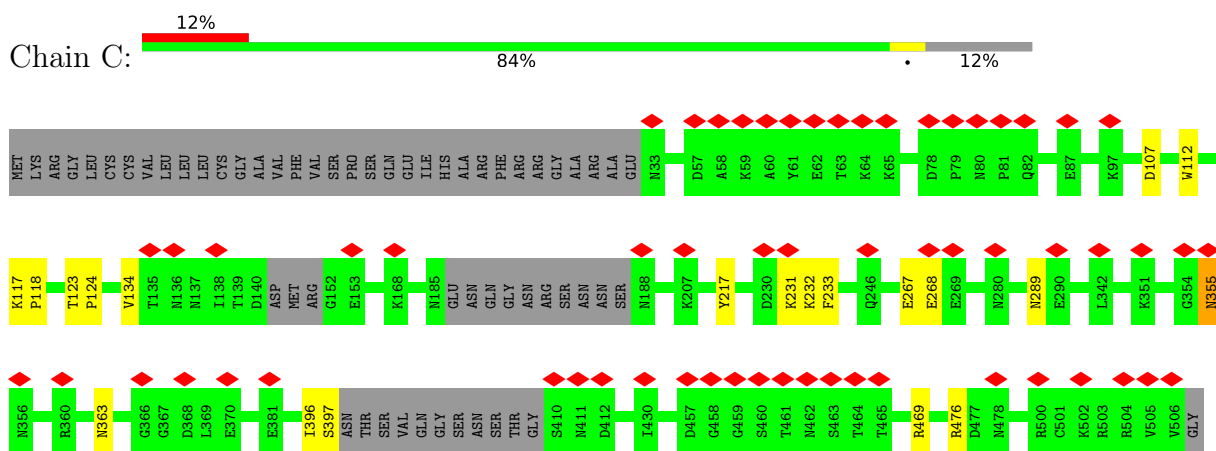 12%
Chain C:
84% • 12%
MET LYS ARG GLY LEU CYS CYS VAL LEU LEU LEU CYS GLY ALA VAL PHE VAL SER PRO SER GLN GLU ILE HIS ALA ARG PHE ARG ARG GLY ALA ARG ALA GLU N33 D57 A58 K59 A60 Y61 E62 T63 K64 K65 D78 P79 N80 P81 Q82 E87 K97 D107 W112
K117 P118 T123 P124 V134 T135 N136 N137 I138 T139 D140 ASP MET ARG G152 E153 K168 N185 GLU ASN GLN GLY ASN ARG SER ASN ASN SER N188 K207 Y217 D230 K231 K232 F233 Q246 E267 E268 E269 N280 N289 E290 L342 K351 G354 N355
N356 R360 N363 G366 G367 D368 L369 E370 E381 I396 S397 ASN THR SER VAL GLN GLY SER ASN SER THR GLY S410 N411 D412 I430 D457 G458 G459 S460 T461 N462 S463 T464 T465 R469 R476 D477 N478 R500 C501 K502 R503 R504 V505 V506 GLY